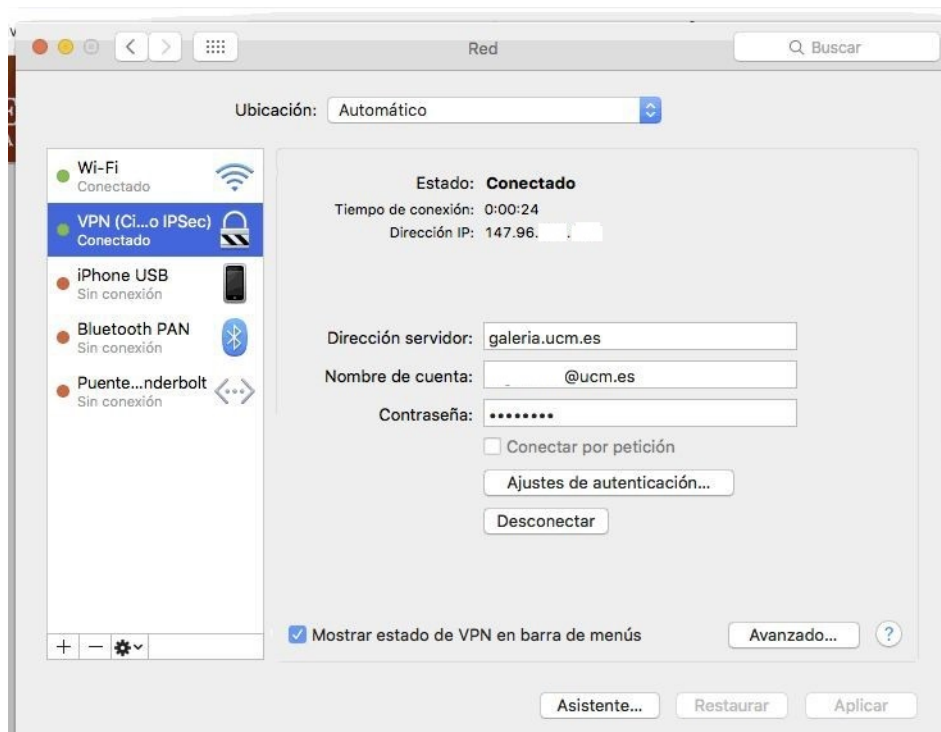 Red
Buscar
Ubicación: Automático
Wi-Fi
Conectado
VPN (Ci...o IPSec)
Conectado
iPhone USB
Sin conexión
Bluetooth PAN
Sin conexión
Puente...nderbolt
Sin conexión
Estado: Conectado
Tiempo de conexión: 0:00:24
Dirección IP: 147.96. .
Dirección servidor: galeria.ucm.es
Nombre de cuenta: @ucm.es
Contraseña: ••••••••
Conectar por petición
Ajustes de autenticación...
Desconectar
Mostrar estado de VPN en barra de menús
Avanzado... ?
Asistente... Restaurar Aplicar